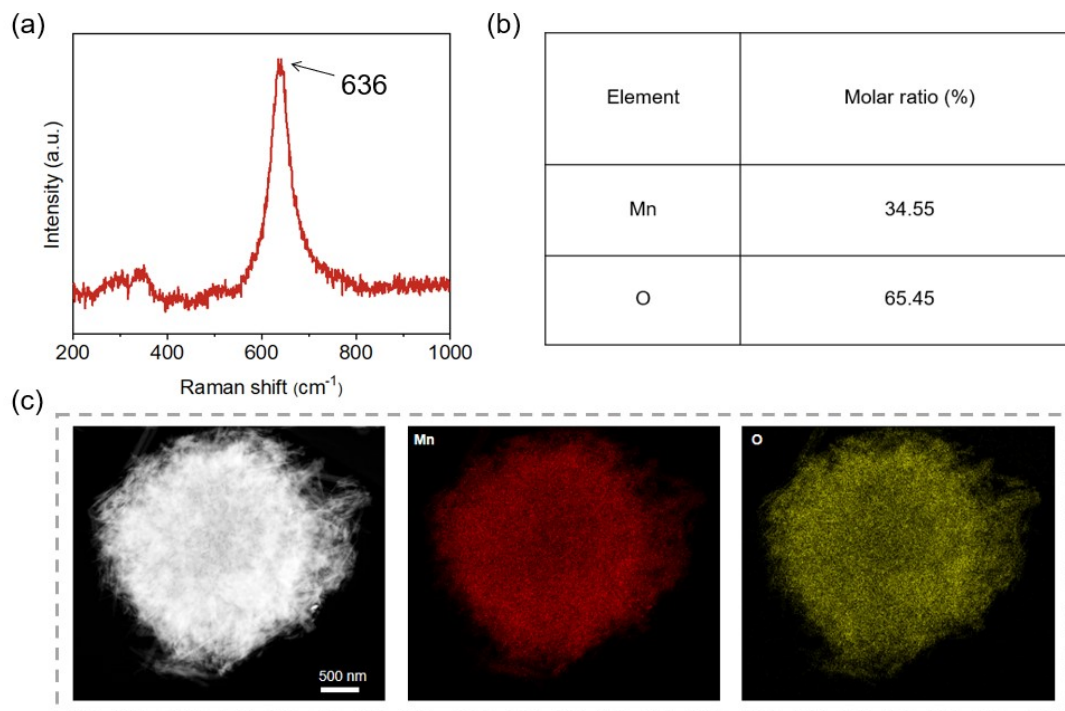 (a)
636
Intensity (a.u.)
200 400 600 800 1000
Raman shift (cm⁻¹)
(b)
Element Molar ratio (%)
Mn 34.55
O 65.45
(c)
500 nm
Mn
O